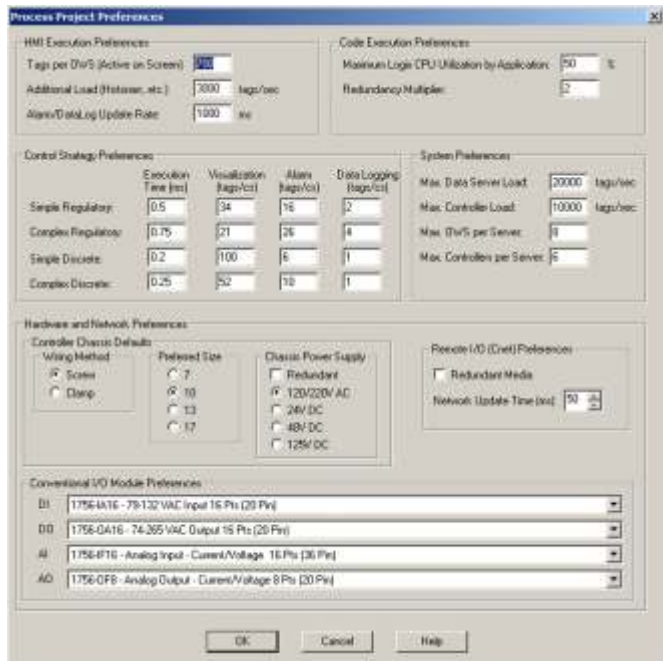 Process Project Preferences
HMI Execution Preferences
Tags per OWS (Active on Screen):
Additional Load (Historian, etc.): 3000 tags/sec
Alarm/DataLog Update Rate: 1000 ms
Code Execution Preferences
Maximum Logix CPU Utilization by Application: 50 %
Redundancy Multiplier: 2
Control Strategy Preferences
Execution Time (ms) Visualization (tags/cs) Alarm (tags/cs) Data Logging (tags/cs)
Simple Regulatory: 0.5 34 16 2
Complex Regulatory: 0.75 21 26 4
Simple Discrete: 0.2 100 6 1
Complex Discrete: 0.25 52 10 1
System Preferences
Max. Data Server Load: 20000 tags/sec
Max. Controller Load: 10000 tags/sec
Max. OWS per Server: 8
Max. Controllers per Server: 6
Hardware and Network Preferences
Controller Chassis Defaults
Wiring Method
Screw
Clamp
Preferred Size
7
10
13
17
Chassis Power Supply
Redundant
120/220V AC
24V DC
48V DC
125V DC
Remote I/O (Cnet) Preferences
Redundant Media
Network Update Time (ms): 50
Conventional I/O Module Preferences
DI 1756-IA16 - 79-132 VAC Input 16 Pts (20 Pin)
DO 1756-OA16 - 74-265 VAC Output 16 Pts (20 Pin)
AI 1756-IF16 - Analog Input - Current/Voltage 16 Pts (36 Pin)
AO 1756-OF8 - Analog Output - Current/Voltage 8 Pts (20 Pin)
OK Cancel Help